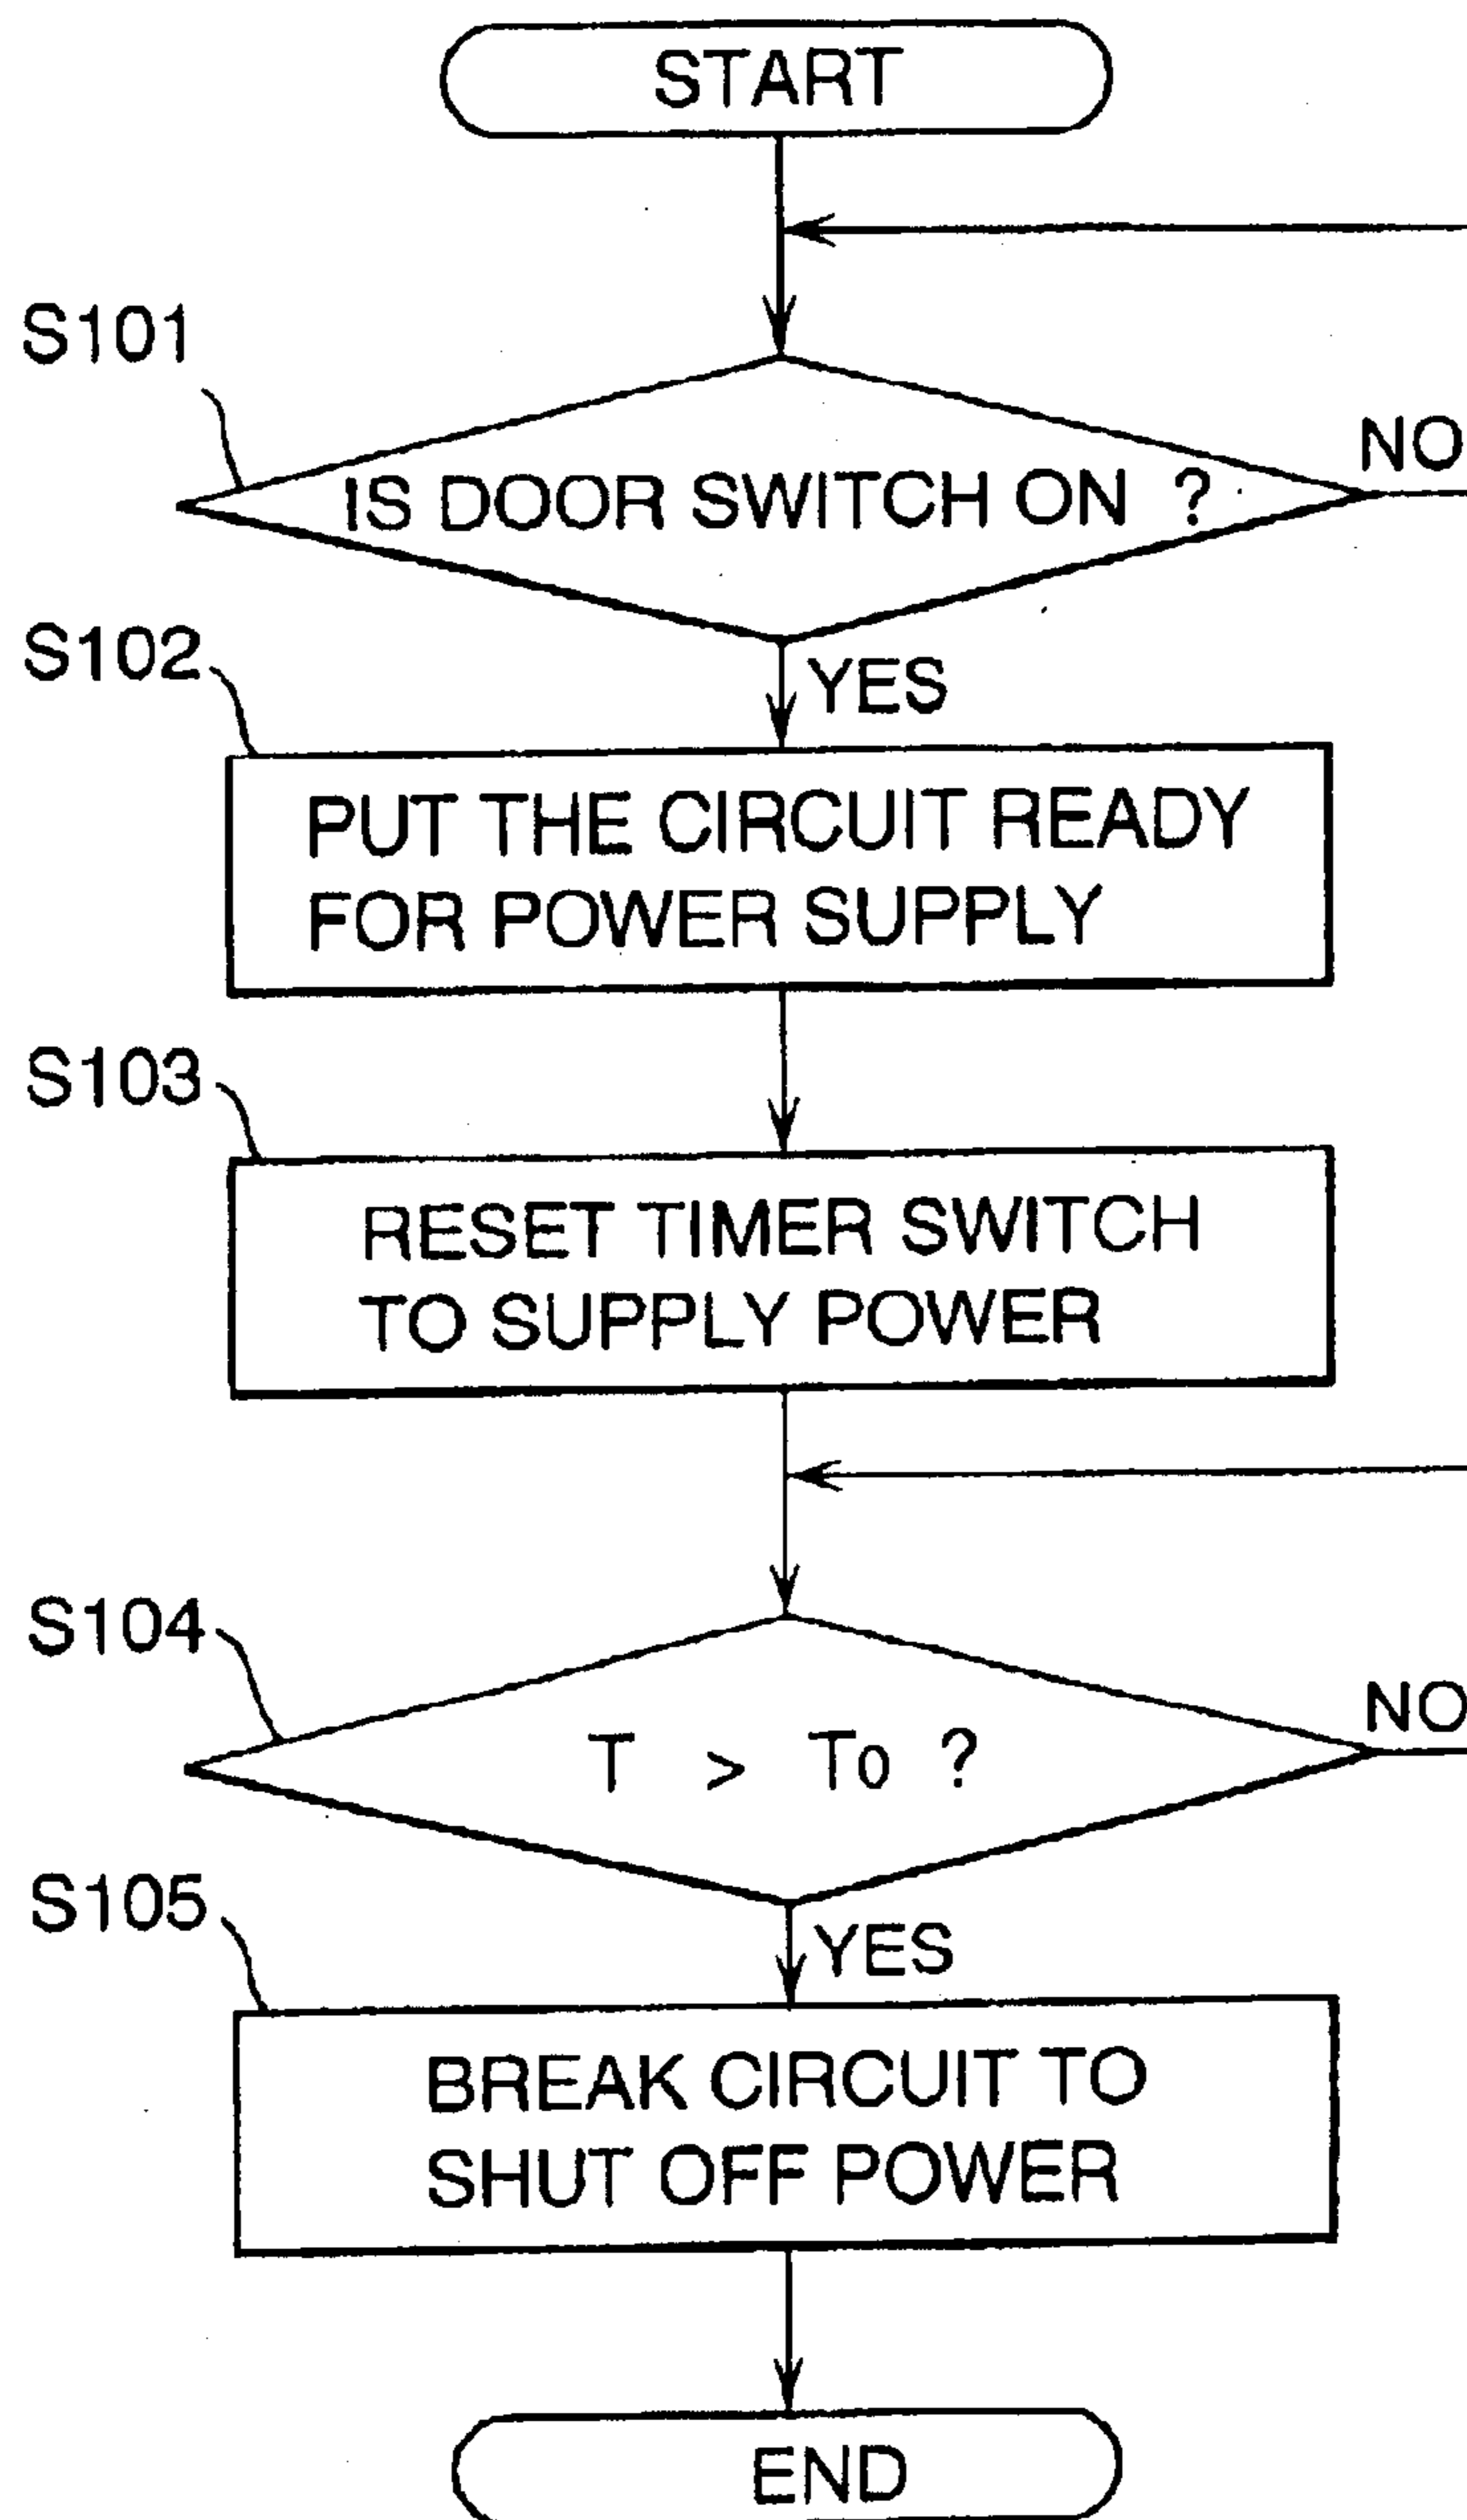 START
S101
NO
IS DOOR SWITCH ON ?
S102
YES
PUT THE CIRCUIT READY
FOR POWER SUPPLY
S103
RESET TIMER SWITCH
TO SUPPLY POWER
S104
NO
T > To ?
S105
YES
BREAK CIRCUIT TO
SHUT OFF POWER
END